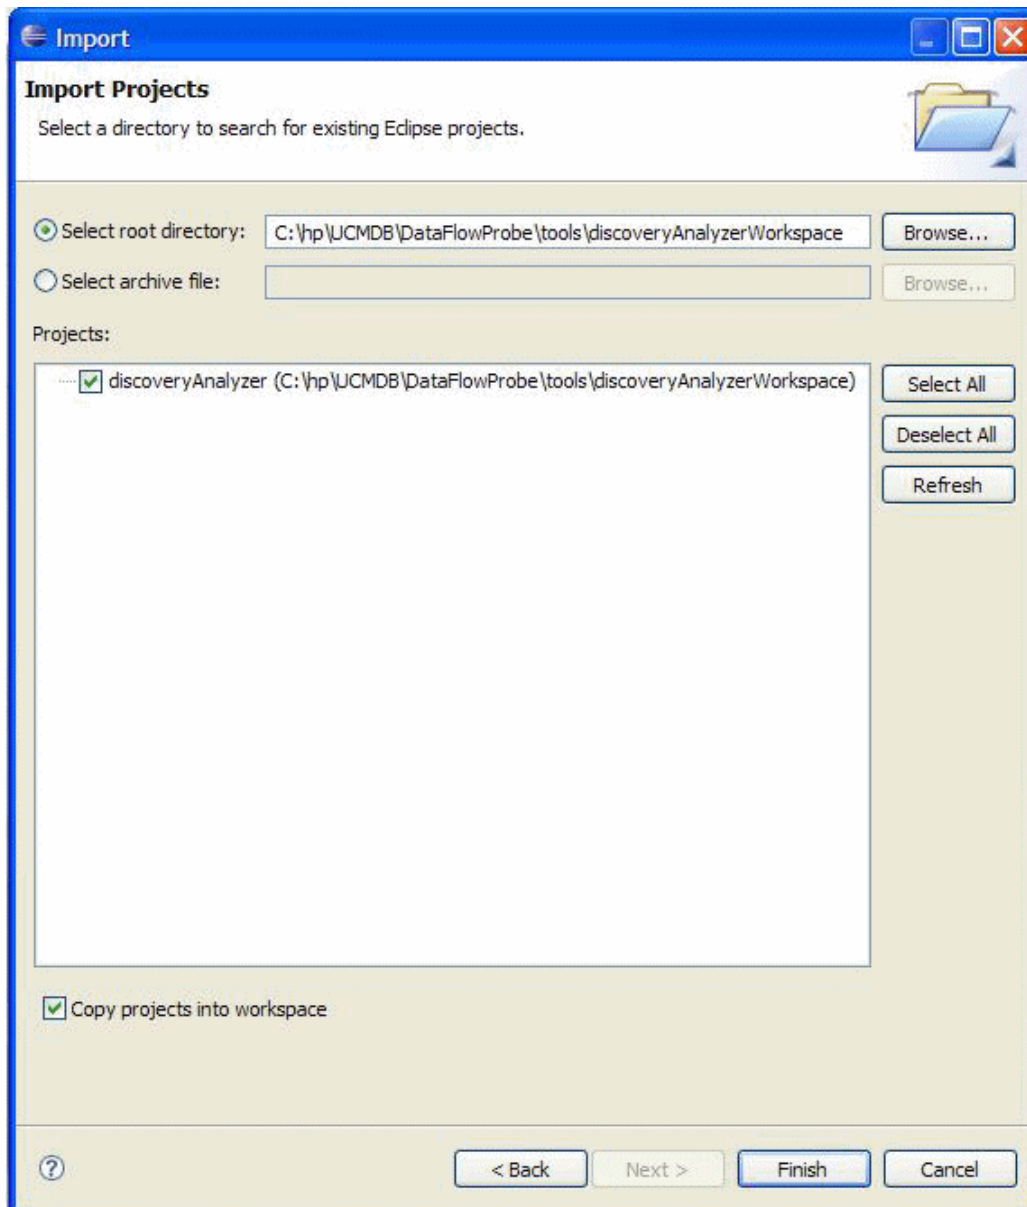 Import
Import Projects
Select a directory to search for existing Eclipse projects.
Select root directory: C:\hp\UCMDB\DataFlowProbe\tools\discoveryAnalyzerWorkspace Browse...
Select archive file: Browse...
Projects:
discoveryAnalyzer (C:\hp\UCMDB\DataFlowProbe\tools\discoveryAnalyzerWorkspace) Select All
Deselect All
Refresh
Copy projects into workspace
? < Back Next > Finish Cancel